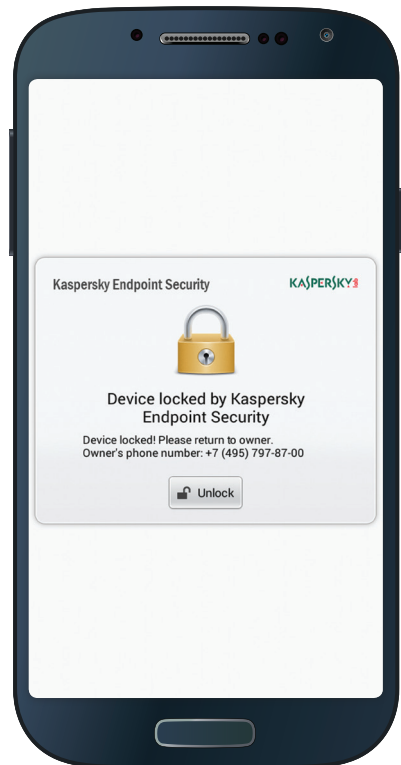 Kaspersky Endpoint Security
KASPERSKY lab
Device locked by Kaspersky
Endpoint Security
Device locked! Please return to owner.
Owner's phone number: +7 (495) 797-87-00
Unlock